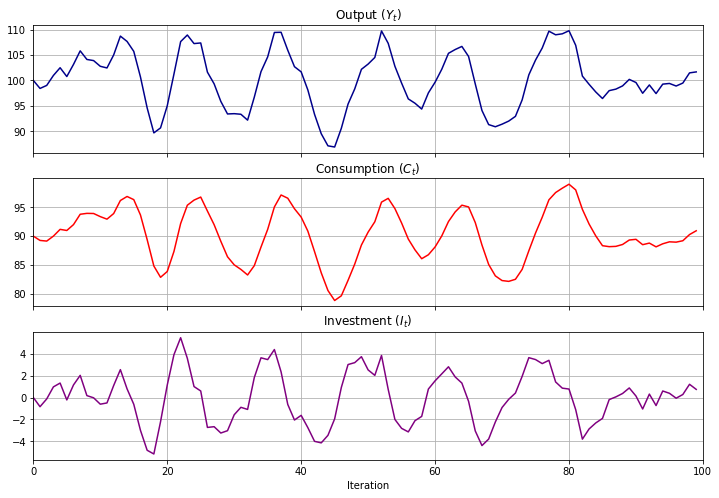 Output (Y_t)
110
105
100
95
90
Consumption (C_t)
95
90
85
80
Investment (I_t)
4
2
0
−2
−4
0 20 40 60 80 100
Iteration